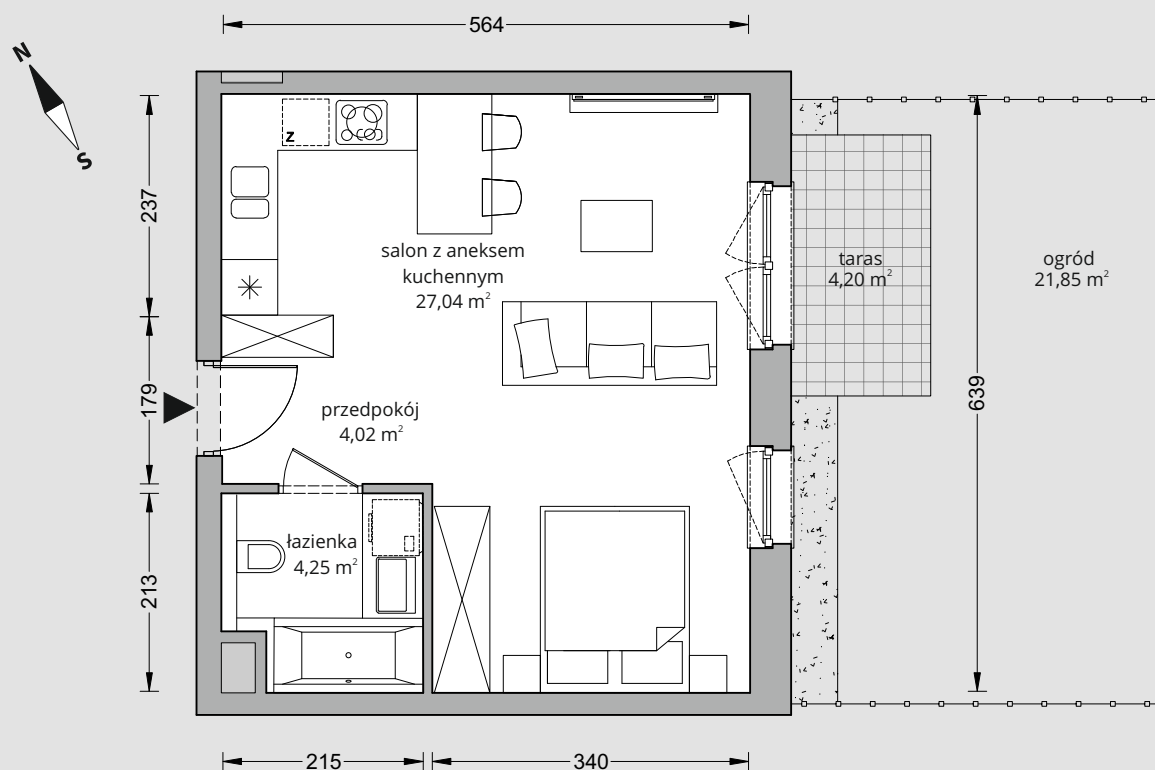 564
N
S
z
237
salon z aneksem
kuchennym
27,04 m²
taras
4,20 m²
ogród
21,85 m²
179
przedpokój
4,02 m²
639
łazienka
4,25 m²
213
215
340